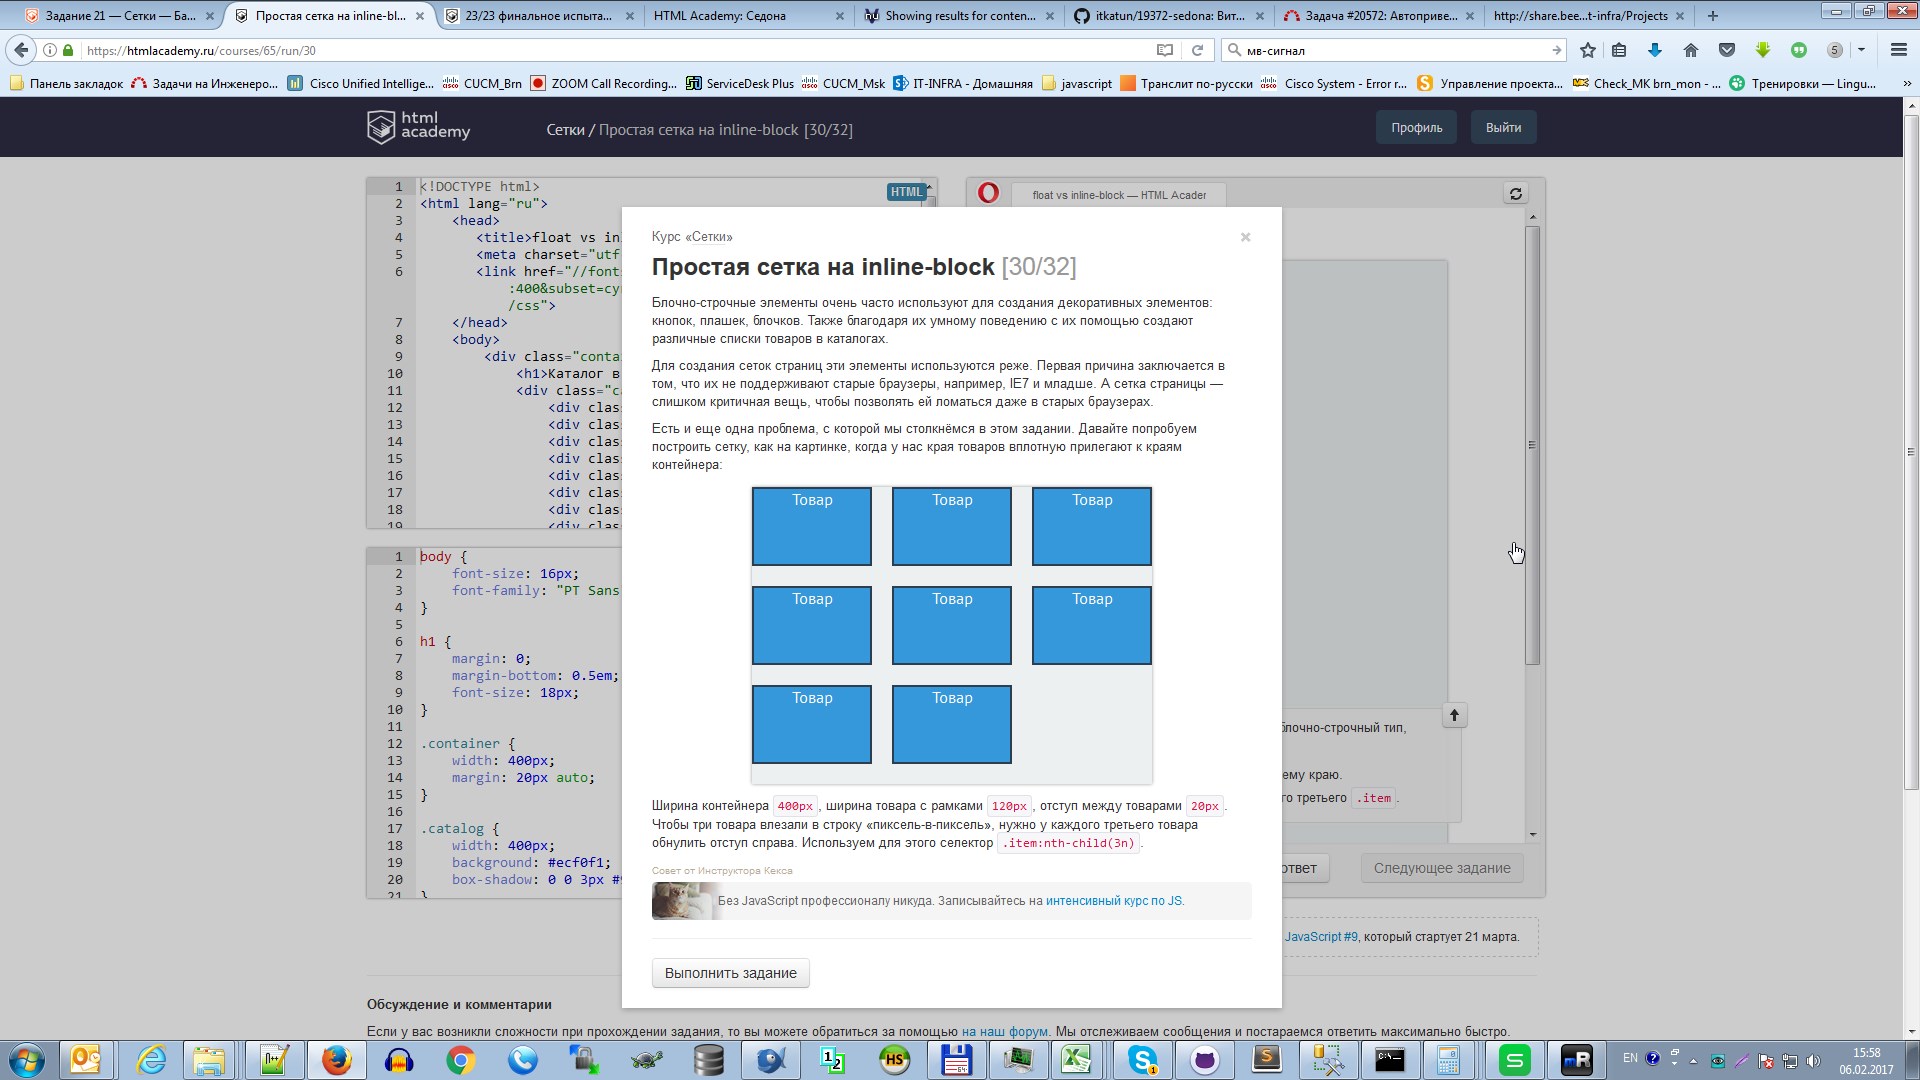 Задание 21 — Сетки — Ба...
Простая сетка на inline-bl...
23/23 финальное испыта...
HTML Academy: Седона
Showing results for conten...
itkatun/19372-sedona: Вит...
Задача #20572: Автоприве...
http://share.bee...t-infra/Projects
https://htmlacademy.ru/courses/65/run/30
мв-сигнал
5
Панель закладок
Задачи на Инженеро...
Cisco Unified Intellige...
CUCM_Brn
ZOOM Call Recording...
ServiceDesk Plus
CUCM_Msk
IT-INFRA - Домашняя
javascript
Транслит по-русски
Cisco System - Error r...
Управление проекта...
Check_MK brn_mon - ...
Тренировки — Lingu...
html academy
Сетки / Простая сетка на inline-block [30/32]
Профиль
Выйти
HTML
1 <!DOCTYPE html>
2 <html lang="ru">
3 <head>
4 <title>float vs in
5 <meta charset="utf
6 <link href="//font
:400&subset=cy
/css">
7 </head>
8 <body>
9 <div class="conta
10 <h1>Каталог в
11 <div class="c
12 <div clas
13 <div clas
14 <div clas
15 <div clas
16 <div clas
17 <div clas
18 <div clas
19 <div clas
1 body {
2 font-size: 16px;
3 font-family: "PT Sans
4 }
5
6 h1 {
7 margin: 0;
8 margin-bottom: 0.5em;
9 font-size: 18px;
10 }
11
12 .container {
13 width: 400px;
14 margin: 20px auto;
15 }
16
17 .catalog {
18 width: 400px;
19 background: #ecf0f1;
20 box-shadow: 0 0 3px #
21 }
float vs inline-block — HTML Acader
Курс «Сетки»
×
Простая сетка на inline-block [30/32]
Блочно-строчные элементы очень часто используют для создания декоративных элементов:
кнопок, плашек, блочков. Также благодаря их умному поведению с их помощью создают
различные списки товаров в каталогах.
Для создания сеток страниц эти элементы используются реже. Первая причина заключается в
том, что их не поддерживают старые браузеры, например, IE7 и младше. А сетка страницы —
слишком критичная вещь, чтобы позволять ей ломаться даже в старых браузерах.
Есть и еще одна проблема, с которой мы столкнёмся в этом задании. Давайте попробуем
построить сетку, как на картинке, когда у нас края товаров вплотную прилегают к краям
контейнера:
Товар Товар Товар
Товар Товар Товар
Товар Товар
Ширина контейнера 400px, ширина товара с рамками 120px, отступ между товарами 20px.
Чтобы три товара влезали в строку «пиксель-в-пиксель», нужно у каждого третьего товара
обнулить отступ справа. Используем для этого селектор .item:nth-child(3n).
Совет от Инструктора Кекса
Без JavaScript профессионалу никуда. Записывайтесь на интенсивный курс по JS.
Выполнить задание
блочно-строчный тип,
ему краю.
го третьего .item.
ответ
Следующее задание
JavaScript #9, который стартует 21 марта.
Обсуждение и комментарии
Если у вас возникли сложности при прохождении задания, то вы можете обратиться за помощью на наш форум. Мы отслеживаем сообщения и постараемся ответить максимально быстро.
EN
15:58
06.02.2017